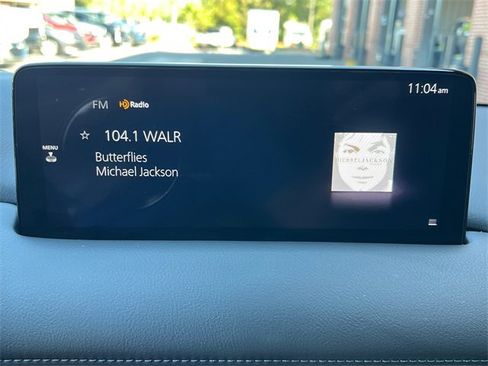 11:04am
FM HD Radio
☆ 104.1 WALR
MENU
Butterflies
Michael Jackson
MICHAEL JACKSON